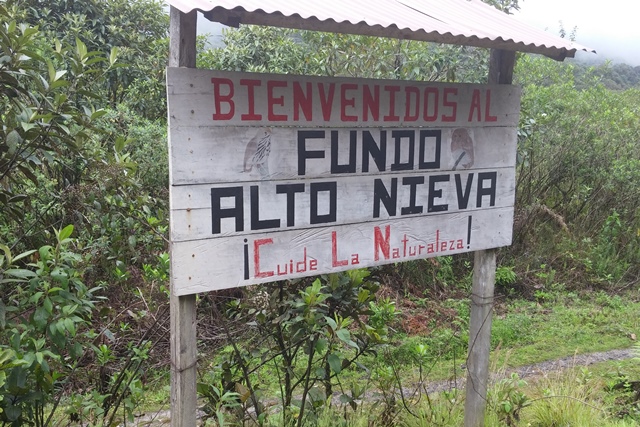 BIENVENIDOS AL
FUNDO
ALTO NIEVA
¡Cuide La Naturaleza!